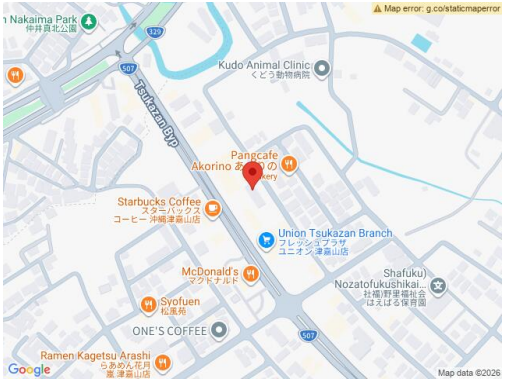 Map error: g.co/staticmaperror
n Nakaima Park
仲井真北公園
329
507
Tsukazan Byp
Kudo Animal Clinic
くどう動物病院
Pangcafe
Akorino あ
りの
kery
Starbucks Coffee
スターバックス
コーヒー 沖縄津嘉山店
Union Tsukazan Branch
フレッシュプラザ
ユニオン 津嘉山店
McDonald's
マクドナルド
Shafuku)
Nozatofukushikai...
社福)野里福祉会
はえばる保育園
Syofuen
松風苑
ONE'S COFFEE
507
Ramen Kagetsu Arashi
らあめん花月
嵐 津嘉山店
Google
Map data ©2026